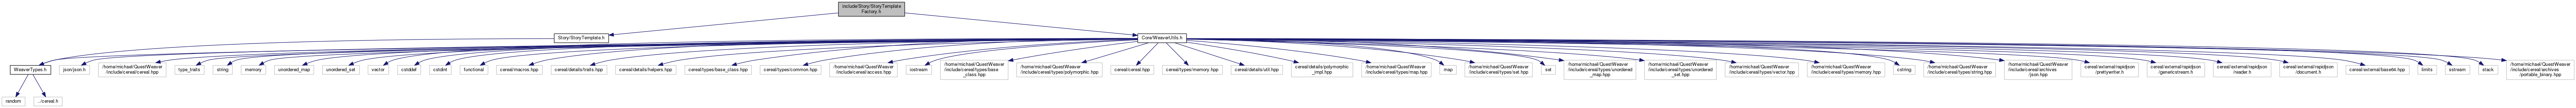 include/Story/StoryTemplate
Factory.h
Story/StoryTemplate.h
Core/WeaverUtils.h
WeaverTypes.h
json/json.h
/home/michael/QuestWeaver
/include/cereal/cereal.hpp
type_traits
string
memory
unordered_map
unordered_set
vector
cstddef
cstdint
functional
cereal/macros.hpp
cereal/details/traits.hpp
cereal/details/helpers.hpp
cereal/types/base_class.hpp
cereal/types/common.hpp
/home/michael/QuestWeaver
/include/cereal/access.hpp
iostream
/home/michael/QuestWeaver
/include/cereal/types/base
_class.hpp
/home/michael/QuestWeaver
/include/cereal/types/polymorphic.hpp
cereal/cereal.hpp
cereal/types/memory.hpp
cereal/details/util.hpp
cereal/details/polymorphic
_impl.hpp
/home/michael/QuestWeaver
/include/cereal/types/map.hpp
map
/home/michael/QuestWeaver
/include/cereal/types/set.hpp
set
/home/michael/QuestWeaver
/include/cereal/types/unordered
_map.hpp
/home/michael/QuestWeaver
/include/cereal/types/unordered
_set.hpp
/home/michael/QuestWeaver
/include/cereal/types/vector.hpp
/home/michael/QuestWeaver
/include/cereal/types/memory.hpp
cstring
/home/michael/QuestWeaver
/include/cereal/types/string.hpp
/home/michael/QuestWeaver
/include/cereal/archives
/json.hpp
cereal/external/rapidjson
/prettywriter.h
cereal/external/rapidjson
/genericstream.h
cereal/external/rapidjson
/reader.h
cereal/external/rapidjson
/document.h
cereal/external/base64.hpp
limits
sstream
stack
/home/michael/QuestWeaver
/include/cereal/archives
/portable_binary.hpp
random
../cereal.h